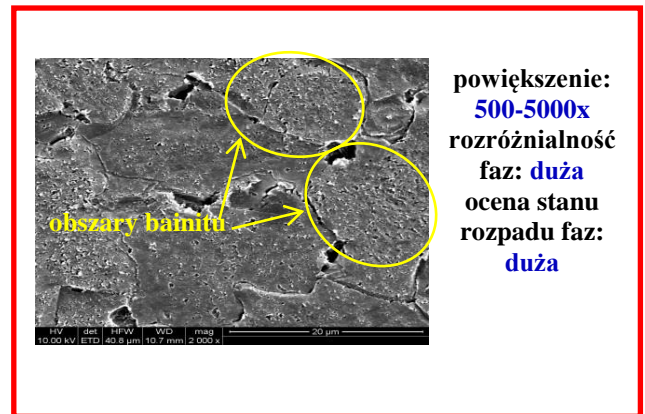 powiększenie:
500-5000x
rozróżnialność
faz: duża
ocena stanu
rozpadu faz:
duża
obszary bainitu
HV det HFW WD mag 20 µm
10.00 kV ETD 40.8 µm 10.7 mm 2 000 x